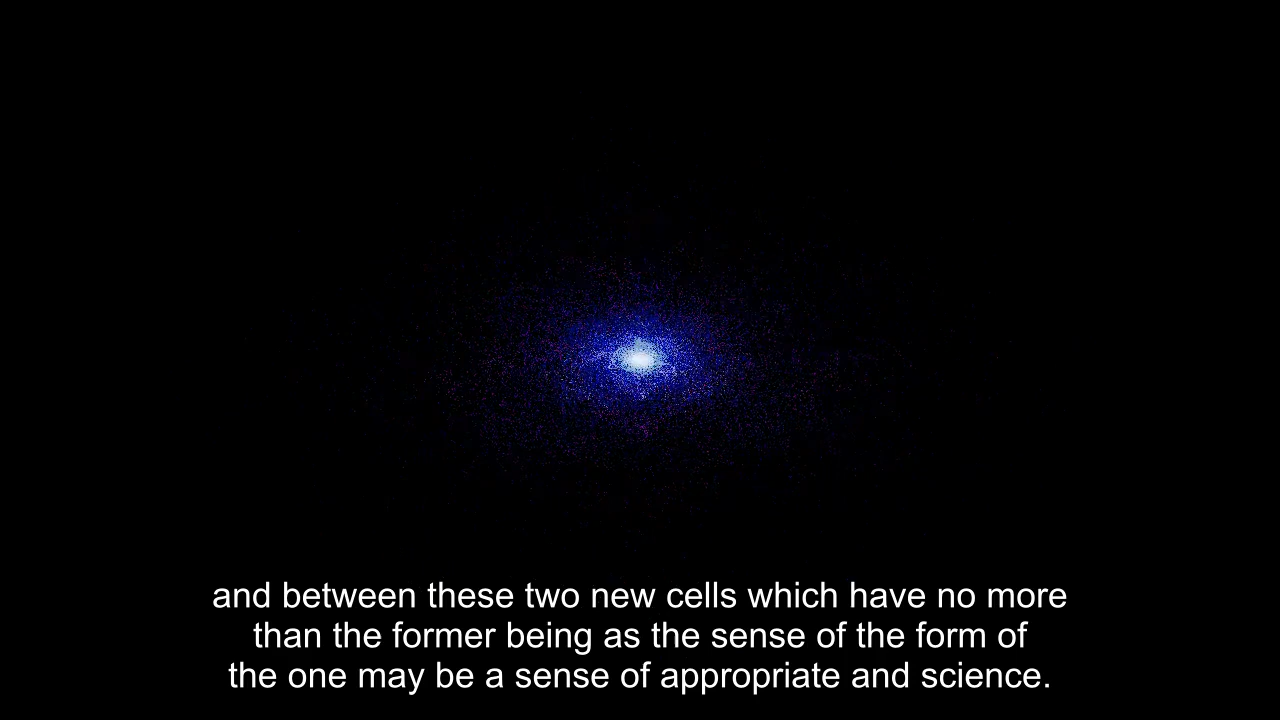 and between these two new cells which have no more
than the former being as the sense of the form of
the one may be a sense of appropriate and science.